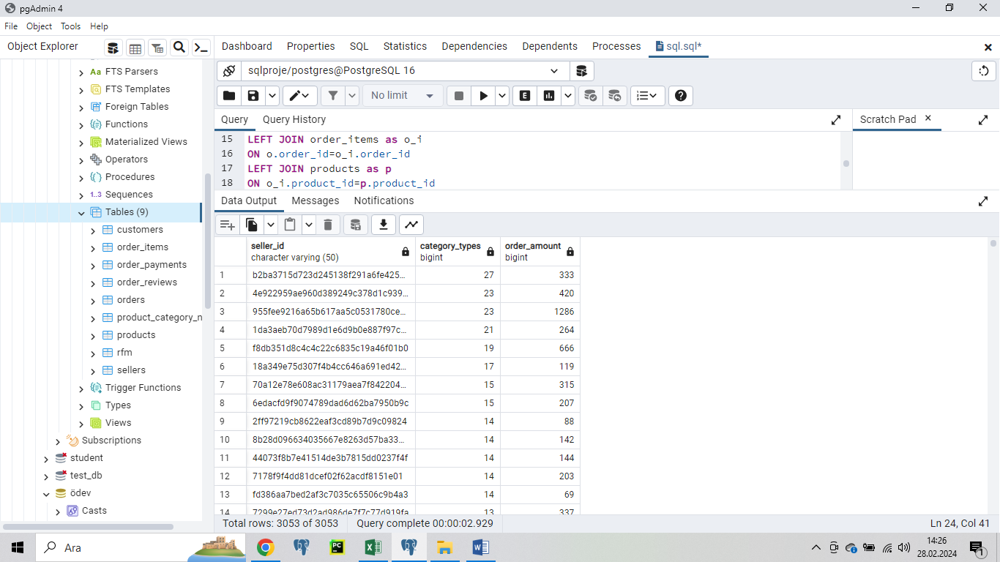 pgAdmin 4
File Object Tools Help
Object Explorer
Dashboard Properties SQL Statistics Dependencies Dependents Processes sql.sql*
Aa FTS Parsers
FTS Templates
Foreign Tables
Functions
Materialized Views
Operators
Procedures
1..3 Sequences
Tables (9)
customers
order_items
order_payments
order_reviews
orders
product_category_n
products
rfm
sellers
Trigger Functions
Types
Views
Subscriptions
student
test_db
ödev
Casts
sqlproje/postgres@PostgreSQL 16
No limit
E
Query Query History
Scratch Pad
15 LEFT JOIN order_items as o_i
16 ON o.order_id=o_i.order_id
17 LEFT JOIN products as p
18 ON o_i.product_id=p.product_id
Data Output Messages Notifications
seller_id category_types order_amount
character varying (50) bigint bigint
1 b2ba3715d723d245138f291a6fe425... 27 333
2 4e922959ae960d389249c378d1c939... 23 420
3 955fee9216a65b617aa5c0531780ce... 23 1286
4 1da3aeb70d7989d1e6d9b0e887f97c... 21 264
5 f8db351d8c4c4c22c6835c19a46f01b0 19 666
6 18a349e75d307f4b4cc646a691ed42... 17 119
7 70a12e78e608ac31179aea7f842204... 15 315
8 6edacfd9f9074789dad6d62ba7950b9c 15 207
9 2ff97219cb8622eaf3cd89b7d9c09824 14 88
10 8b28d096634035667e8263d57ba33... 14 142
11 44073f8b7e41514de3b7815dd0237f4f 14 144
12 7178f9f4dd81dcef02f62acdf8151e01 14 203
13 fd386aa7bed2af3c7035c65506c9b4a3 14 69
14 7299e27ed73d2ad986de7f7c77d919fa 13 337
Total rows: 3053 of 3053 Query complete 00:00:02.929
Ln 24, Col 41
Ara
PC
14:26
28.02.2024
1